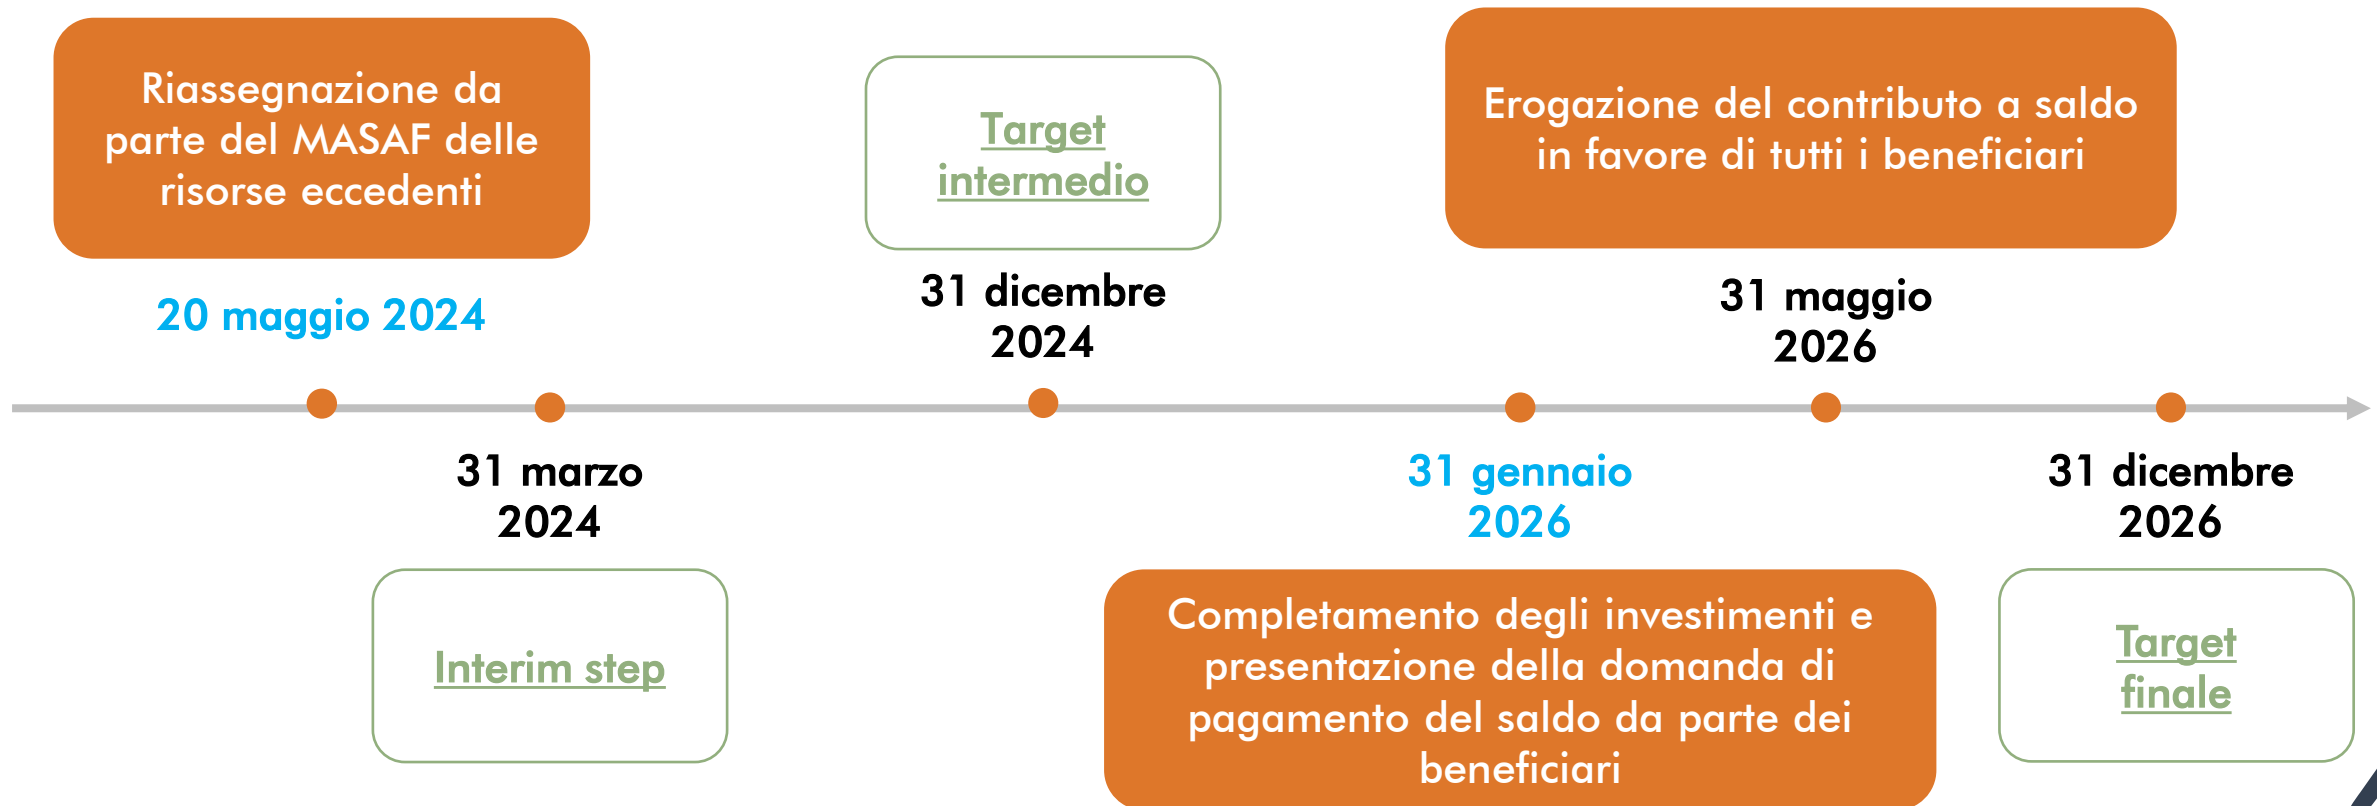 Riassegnazione da
parte del MASAF delle
risorse eccedenti
20 maggio 2024
31 marzo
2024
Interim step
Target
intermedio
31 dicembre
2024
31 gennaio
2026
Completamento degli investimenti e
presentazione della domanda di
pagamento del saldo da parte dei
beneficiari
Erogazione del contributo a saldo
in favore di tutti i beneficiari
31 maggio
2026
31 dicembre
2026
Target
finale